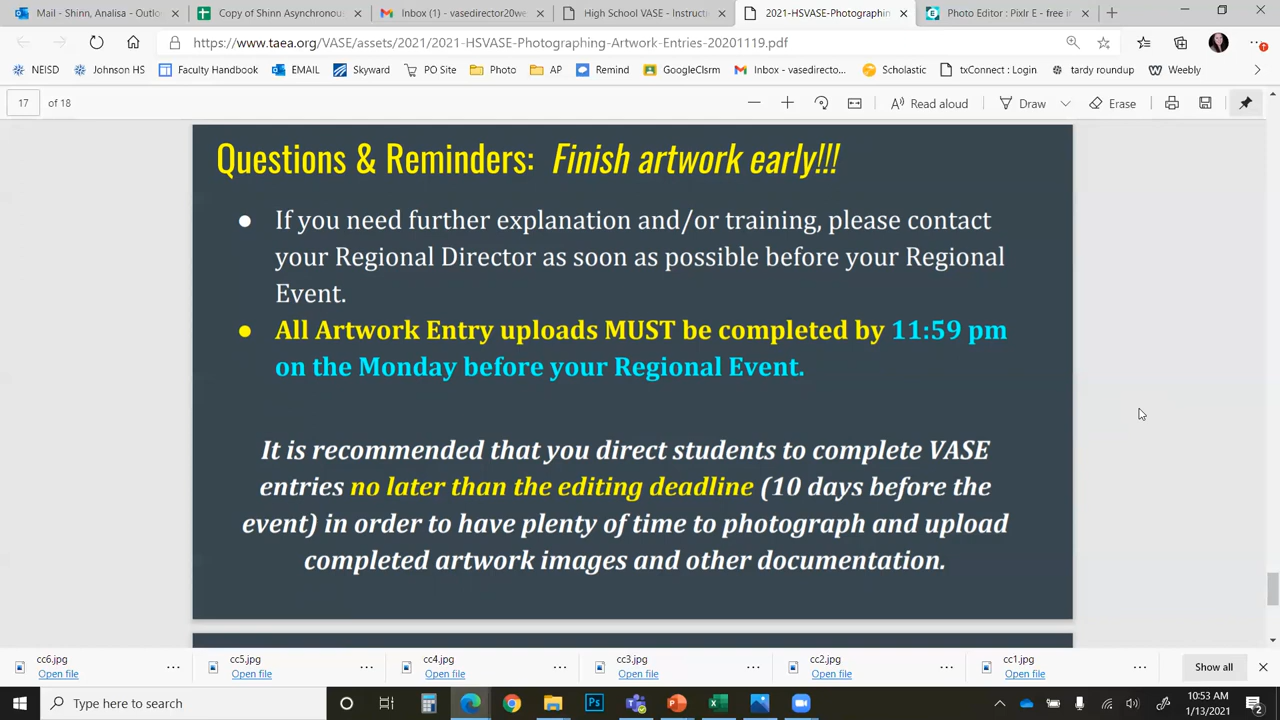 Mail - Shinn, Analisa - Outlo
Copy of Shinn Asynchronous
Inbox (1) - vasedirector20we
High School VASE - Instructi
2021-HSVASE-Photographin
Photo Editor : Pixlr E - free i
https://www.taea.org/VASE/assets/2021/2021-HSVASE-Photographing-Artwork-Entries-20201119.pdf
NEISD
Johnson HS
Faculty Handbook
EMAIL
Skyward
PO Site
Photo
AP
Remind
GoogleClsrm
Inbox - vasedirecto...
Scholastic
txConnect : Login
tardy roundup
Weebly
17 of 18
Read aloud
Draw
Erase
Questions & Reminders: Finish artwork early!!!
● If you need further explanation and/or training, please contact
your Regional Director as soon as possible before your Regional
Event.
● All Artwork Entry uploads MUST be completed by 11:59 pm
on the Monday before your Regional Event.
It is recommended that you direct students to complete VASE
entries no later than the editing deadline (10 days before the
event) in order to have plenty of time to photograph and upload
completed artwork images and other documentation.
cc6.jpg
Open file
cc5.jpg
Open file
cc4.jpg
Open file
cc3.jpg
Open file
cc2.jpg
Open file
cc1.jpg
Open file
Show all
Type here to search
10:53 AM
1/13/2021
2